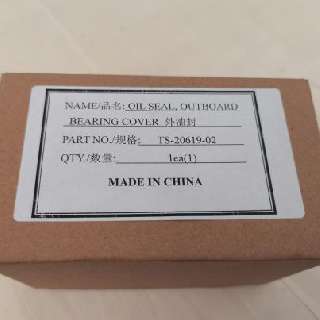 NAME/品名: OIL SEAL, OUTBOARD
BEARING COVER 外油封
PART NO./规格: TS-20619-02
QTY./数量: 1ea(1)
MADE IN CHINA